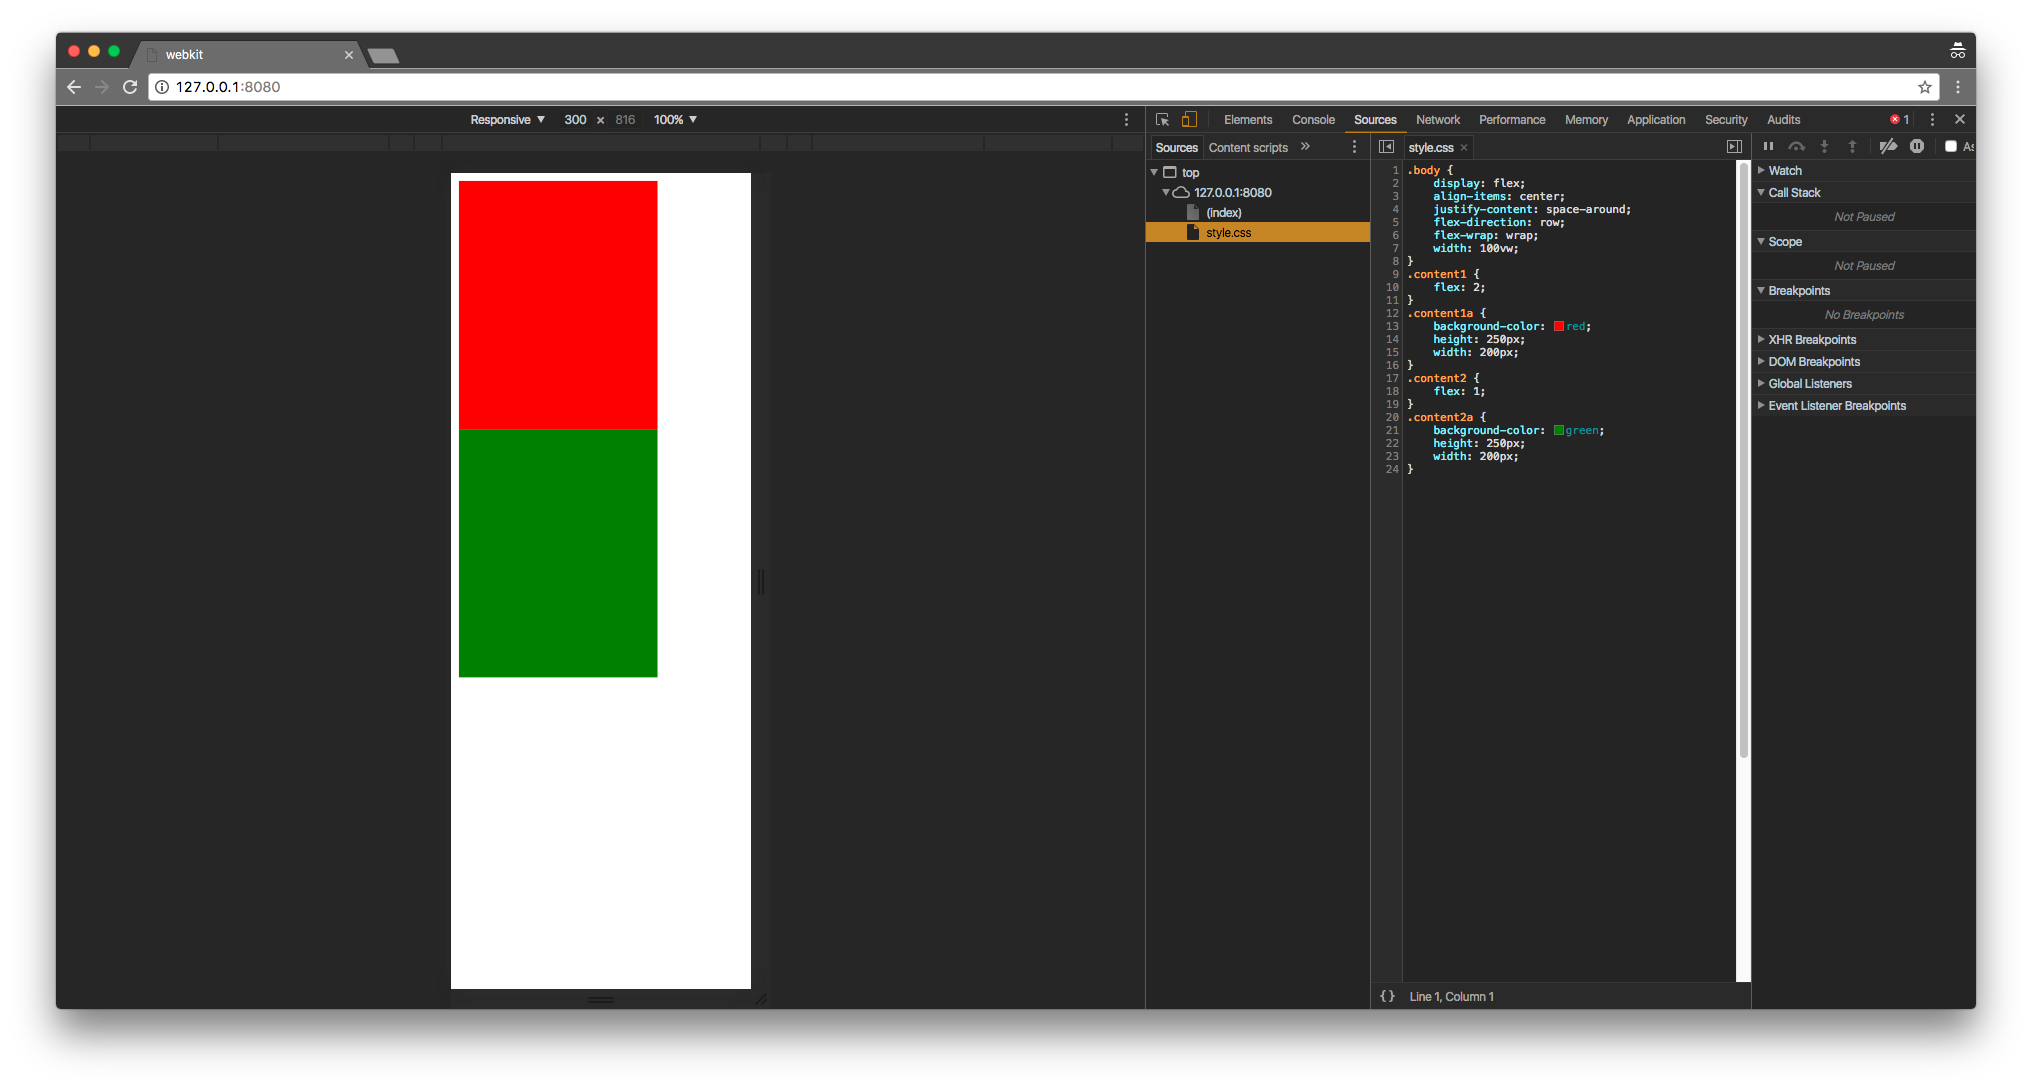 webkit
127.0.0.1:8080
Responsive 300 × 816 100%
Elements Console Sources Network Performance Memory Application Security Audits 1
Sources Content scripts »
style.css ×
top
127.0.0.1:8080
(index)
style.css
1 .body {
2 display: flex;
3 align-items: center;
4 justify-content: space-around;
5 flex-direction: row;
6 flex-wrap: wrap;
7 width: 100vw;
8 }
9 .content1 {
10 flex: 2;
11 }
12 .content1a {
13 background-color: red;
14 height: 250px;
15 width: 200px;
16 }
17 .content2 {
18 flex: 1;
19 }
20 .content2a {
21 background-color: green;
22 height: 250px;
23 width: 200px;
24 }
{} Line 1, Column 1
As
Watch
Call Stack
Not Paused
Scope
Not Paused
Breakpoints
No Breakpoints
XHR Breakpoints
DOM Breakpoints
Global Listeners
Event Listener Breakpoints